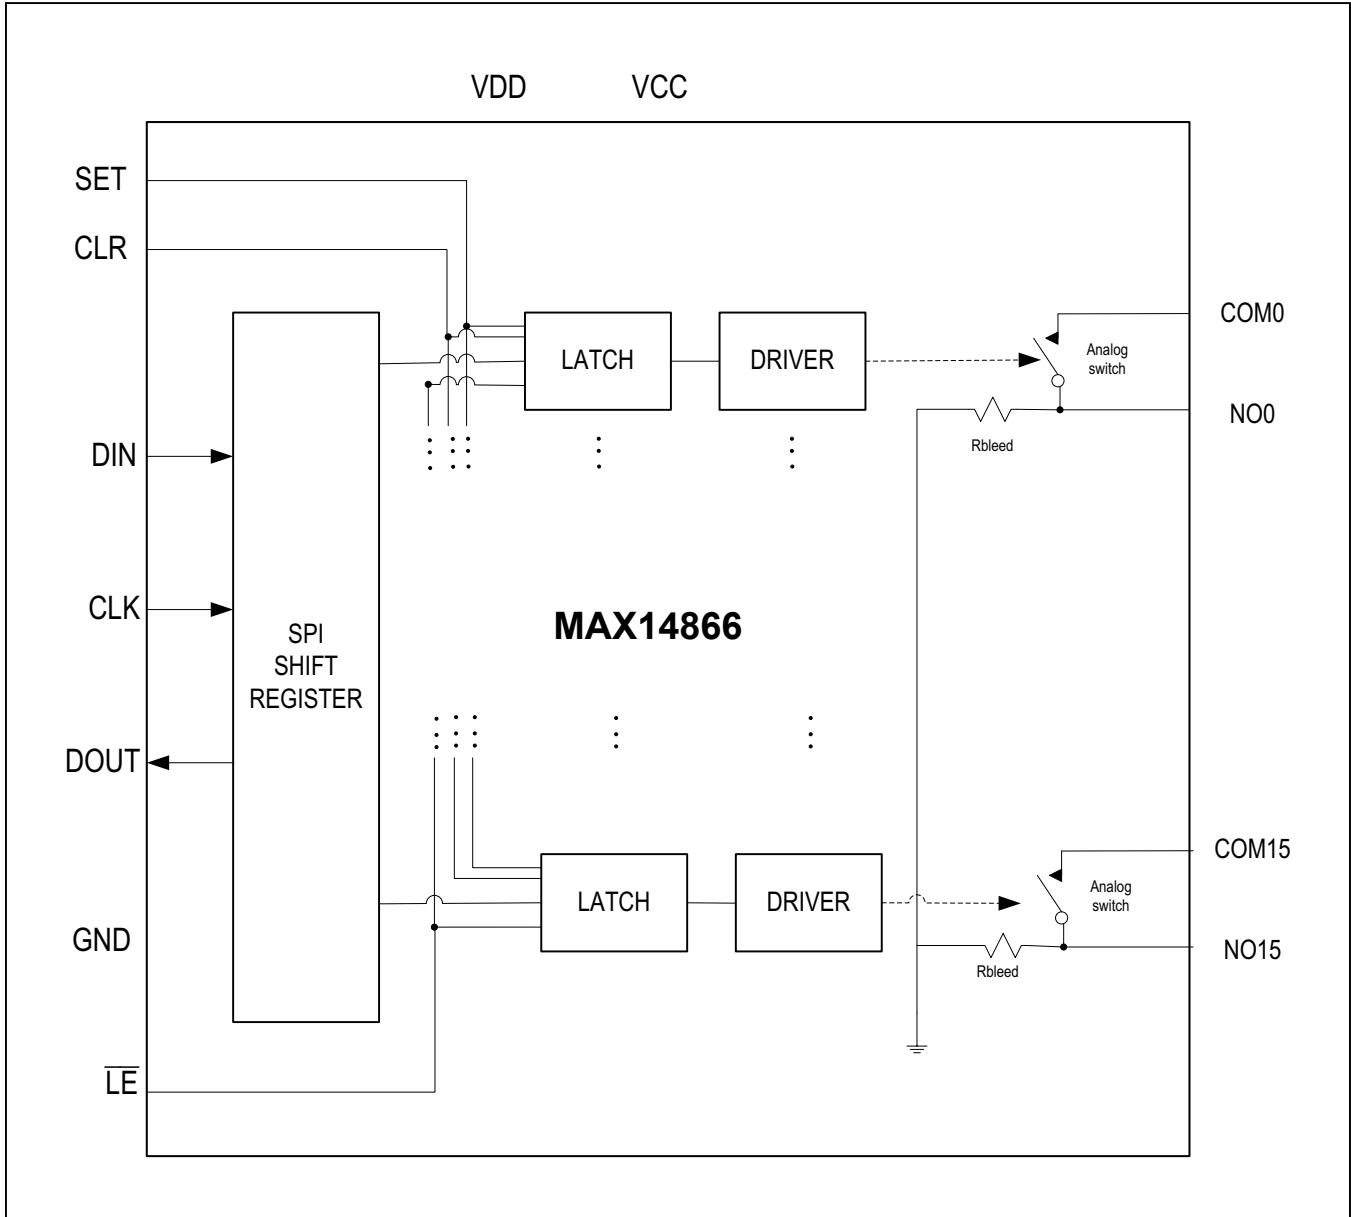 VDD VCC
SET
CLR
COM0
Analog
switch
LATCH DRIVER
NO0
Rbleed
DIN
CLK
MAX14866
SPI
SHIFT
REGISTER
DOUT
COM15
Analog
switch
LATCH DRIVER
GND
NO15
Rbleed
L̅E̅